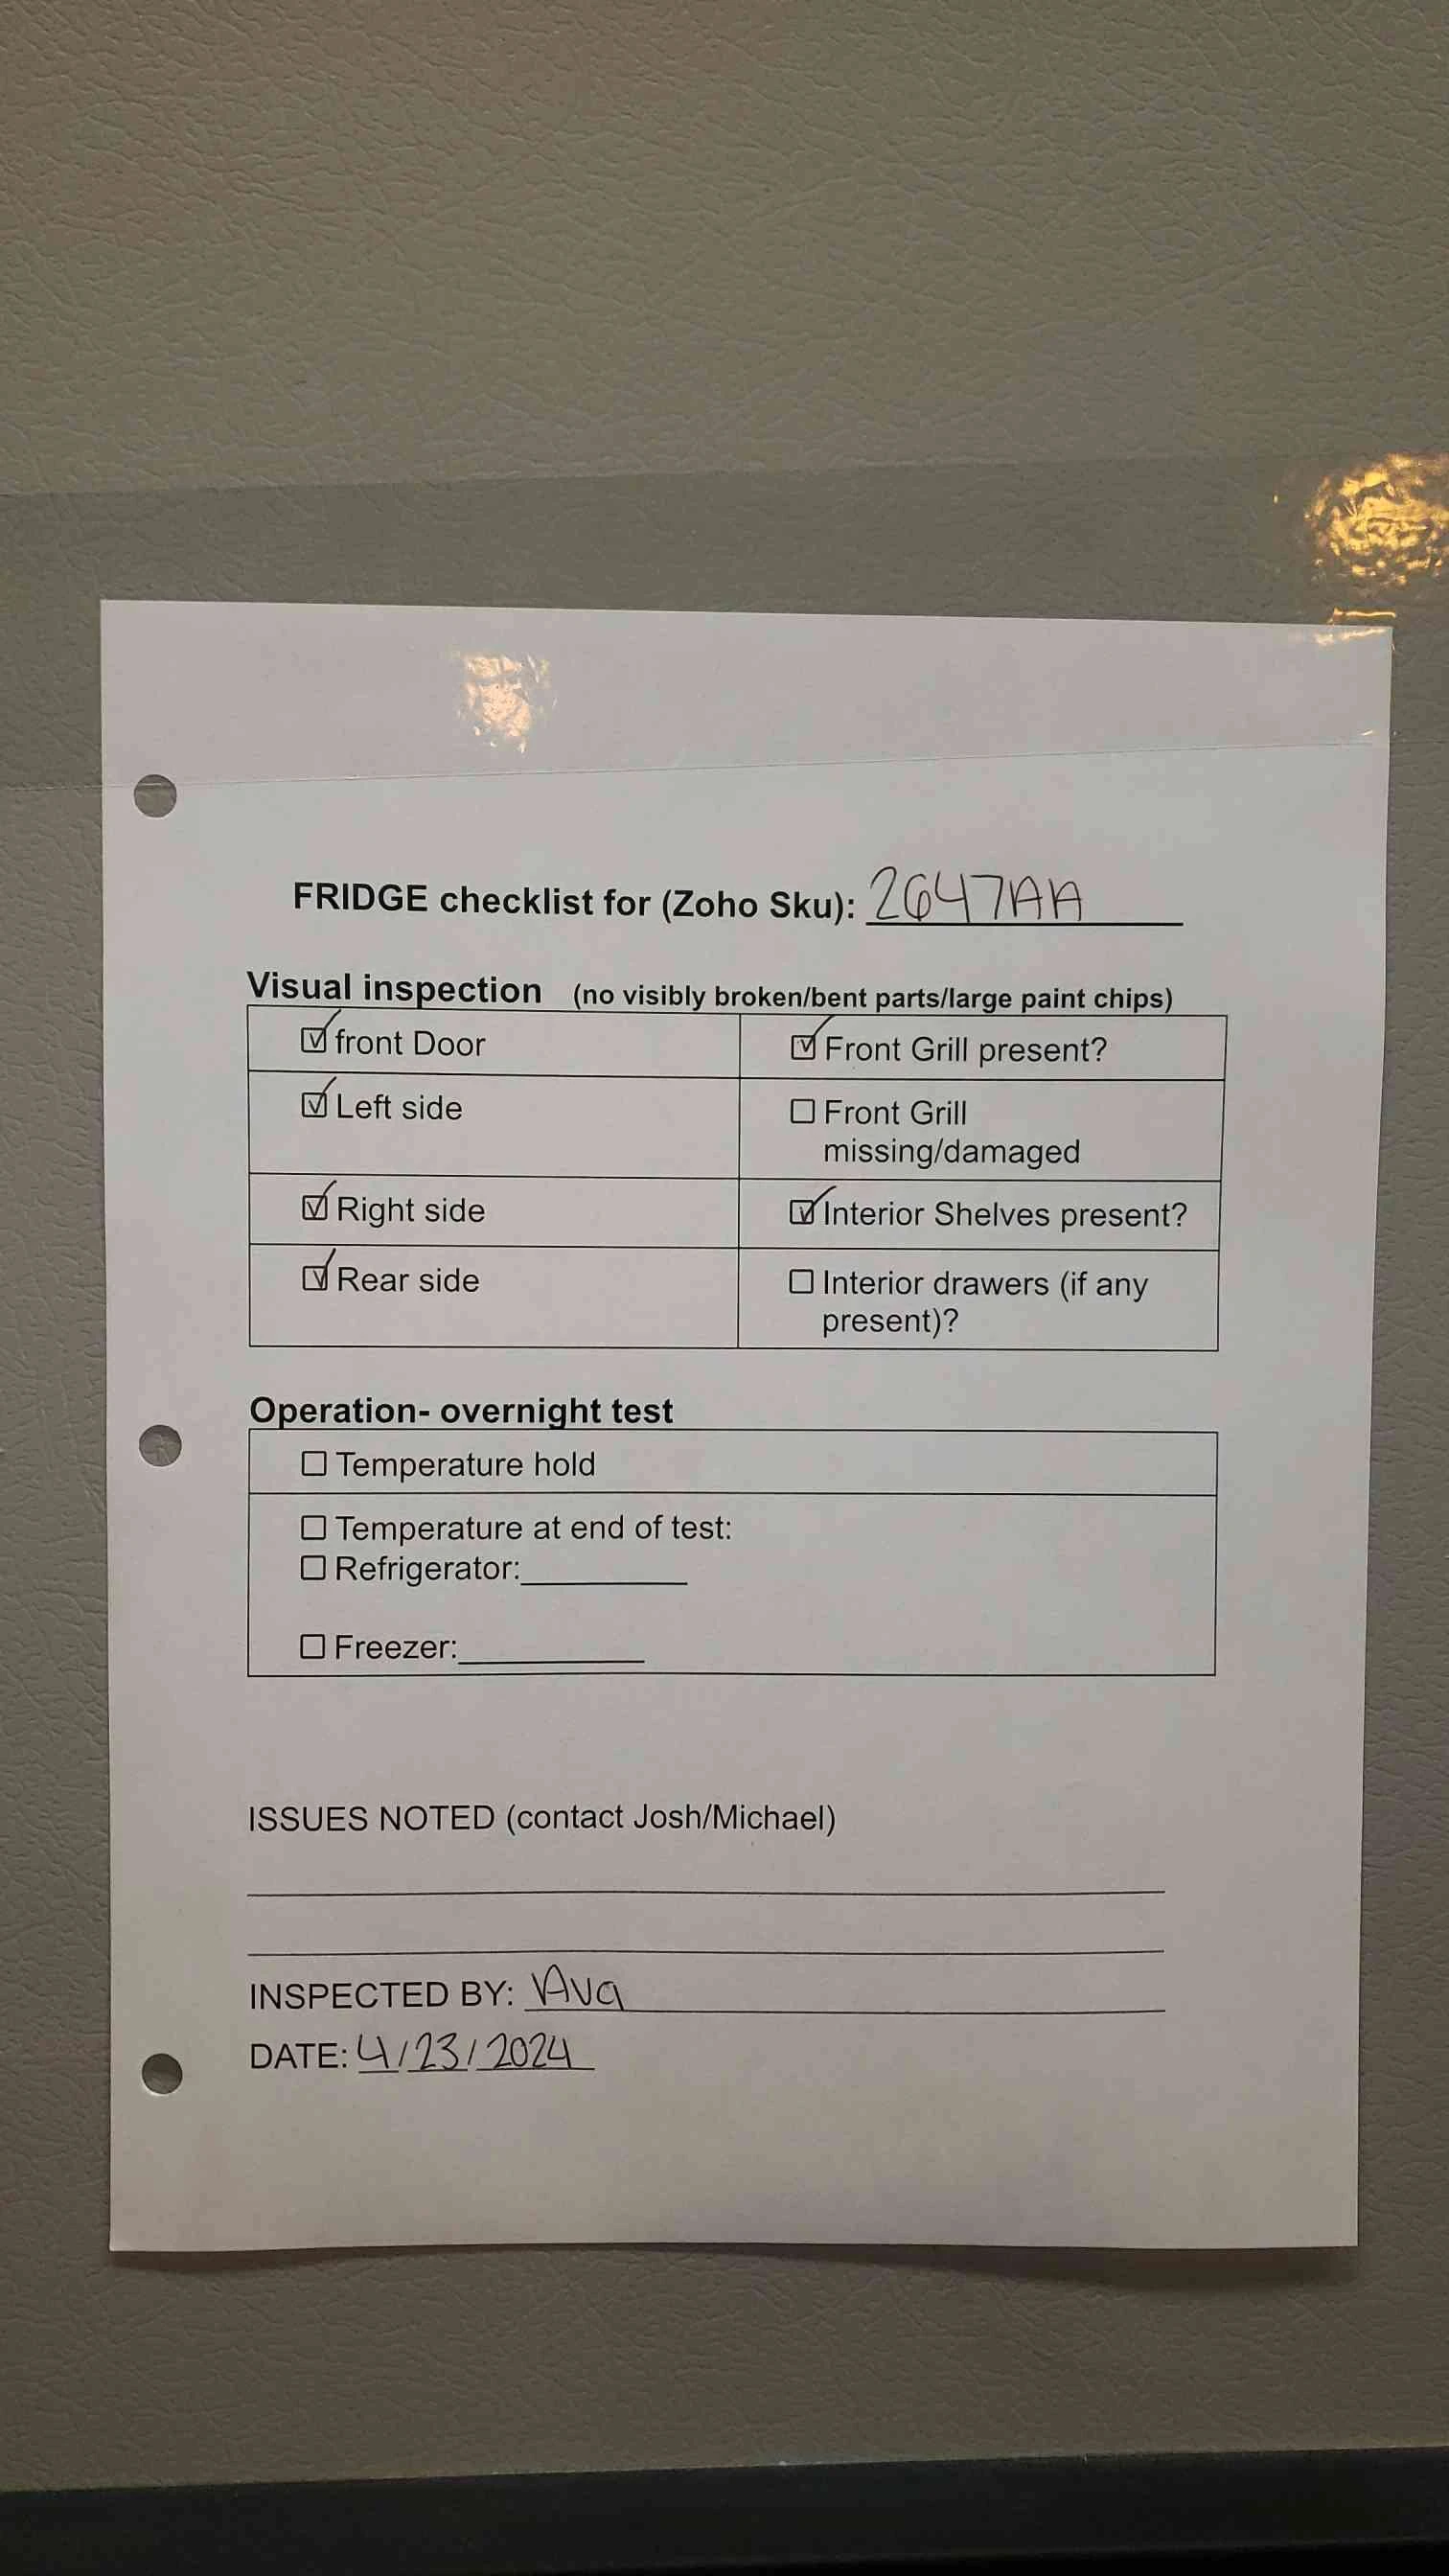 FRIDGE checklist for (Zoho Sku): 2647AA
Visual inspection (no visibly broken/bent parts/large paint chips)
☑ front Door
☑ Front Grill present?
☑ Left side
☐ Front Grill
missing/damaged
☑ Right side
☑ Interior Shelves present?
☑ Rear side
☐ Interior drawers (if any
present)?
Operation- overnight test
☐ Temperature hold
☐ Temperature at end of test:
☐ Refrigerator:
☐ Freezer:
ISSUES NOTED (contact Josh/Michael)
INSPECTED BY: Ava
DATE: 4/23/2024